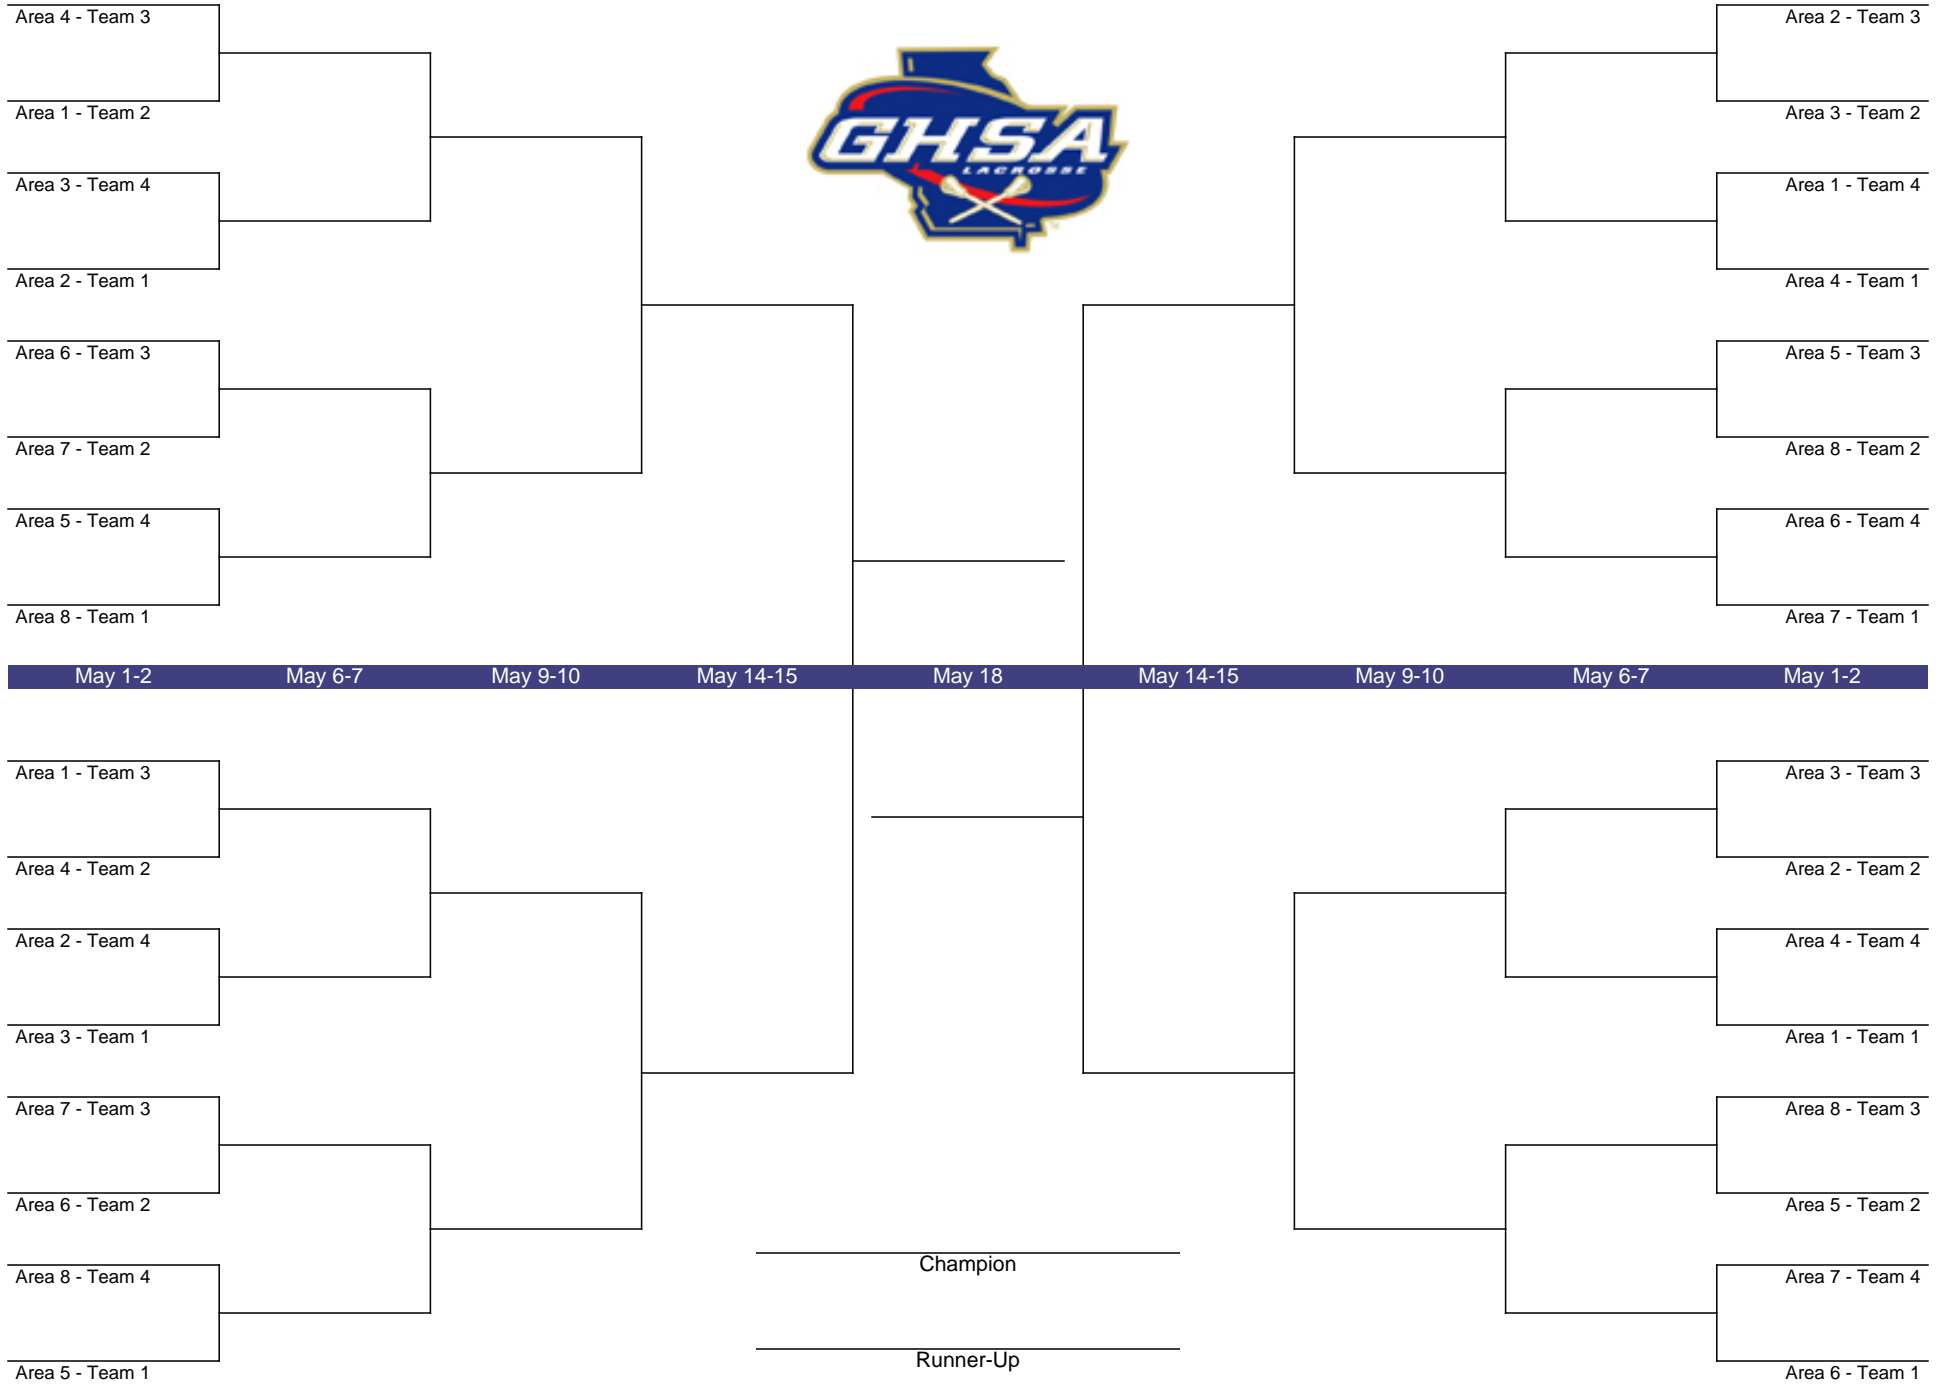 Area 4 - Team 3
Area 2 - Team 3
Area 1 - Team 2
Area 3 - Team 2
GHSA
LACROSSE
Area 3 - Team 4
Area 1 - Team 4
Area 2 - Team 1
Area 4 - Team 1
Area 6 - Team 3
Area 5 - Team 3
Area 7 - Team 2
Area 8 - Team 2
Area 5 - Team 4
Area 6 - Team 4
Area 8 - Team 1
Area 7 - Team 1
May 1-2 May 6-7 May 9-10 May 14-15 May 18 May 14-15 May 9-10 May 6-7 May 1-2
Area 1 - Team 3
Area 3 - Team 3
Area 4 - Team 2
Area 2 - Team 2
Area 2 - Team 4
Area 4 - Team 4
Area 3 - Team 1
Area 1 - Team 1
Area 7 - Team 3
Area 8 - Team 3
Area 6 - Team 2
Area 5 - Team 2
Champion
Area 8 - Team 4
Area 7 - Team 4
Runner-Up
Area 5 - Team 1
Area 6 - Team 1